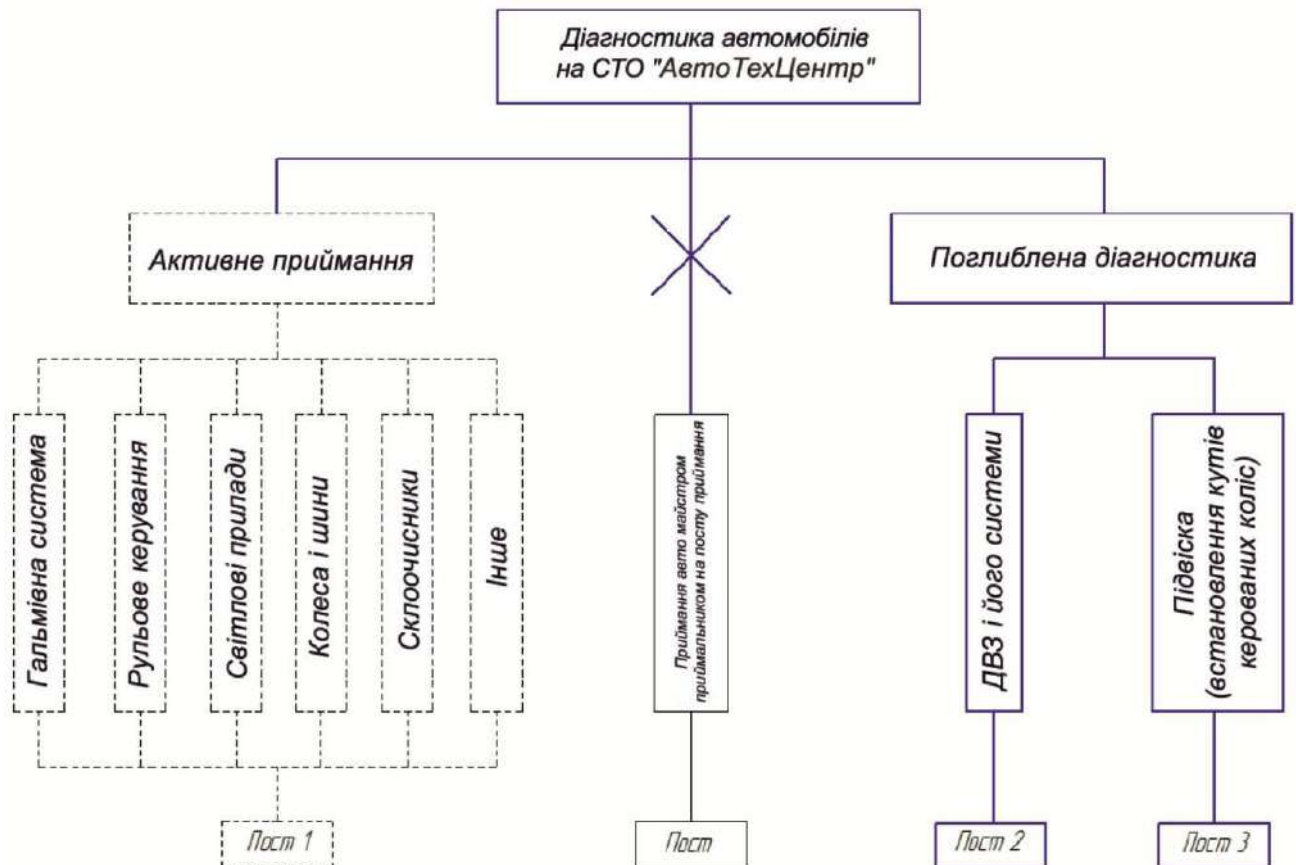 Діагностика автомобілів
на СТО "АвтоТехЦентр"
Активне приймання
Поглиблена діагностика
Гальмівна система
Рульове керування
Світлові прилади
Колеса і шини
Склоочисники
Інше
Приймання авто майстром
приймальником на посту приймання
ДВЗ і його системи
Підвіска
(встановлення кутів
керованих коліс)
Пост 1
Пост
Пост 2
Пост 3